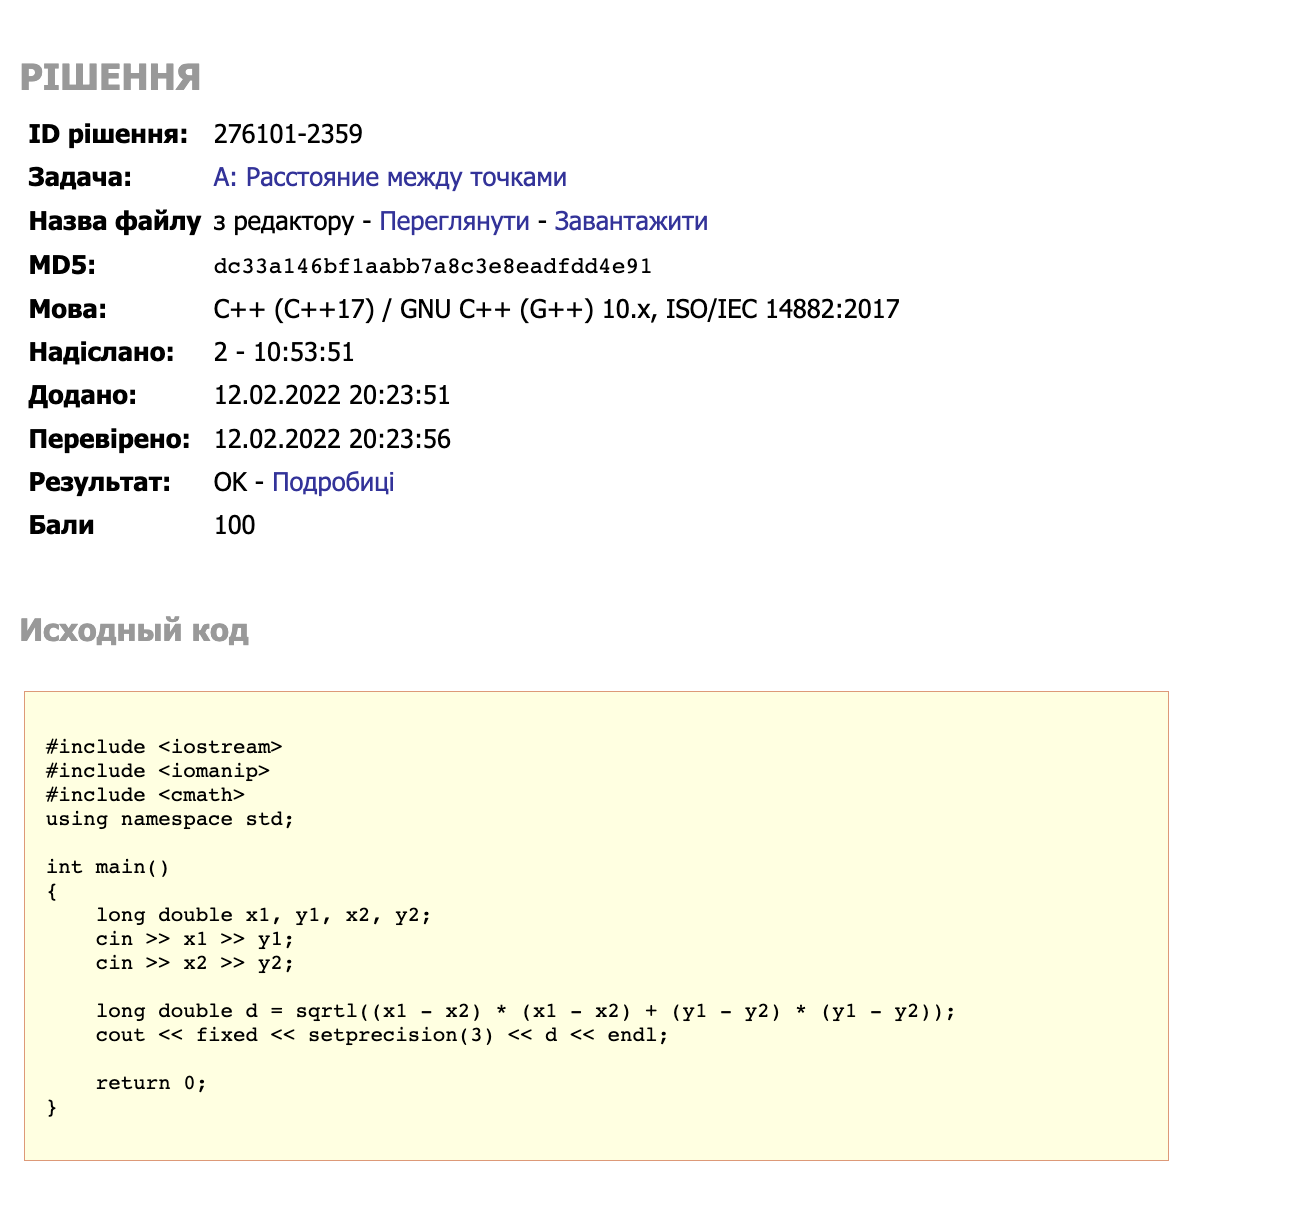 РІШЕННЯ
ID рішення: 276101-2359
Задача: A: Расстояние между точками
Назва файлу з редактору - Переглянути - Завантажити
MD5: dc33a146bf1aabb7a8c3e8eadfdd4e91
Мова: C++ (C++17) / GNU C++ (G++) 10.x, ISO/IEC 14882:2017
Надіслано: 2 - 10:53:51
Додано: 12.02.2022 20:23:51
Перевірено: 12.02.2022 20:23:56
Результат: OK - Подробиці
Бали 100
Исходный код
#include <iostream>
#include <iomanip>
#include <cmath>
using namespace std;
int main()
{
    long double x1, y1, x2, y2;
    cin >> x1 >> y1;
    cin >> x2 >> y2;
    long double d = sqrtl((x1 - x2) * (x1 - x2) + (y1 - y2) * (y1 - y2));
    cout << fixed << setprecision(3) << d << endl;
    return 0;
}